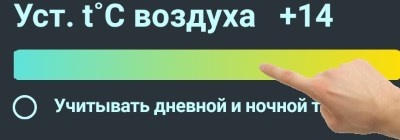 Уст. t°C воздуха +14
Учитывать дневной и ночной